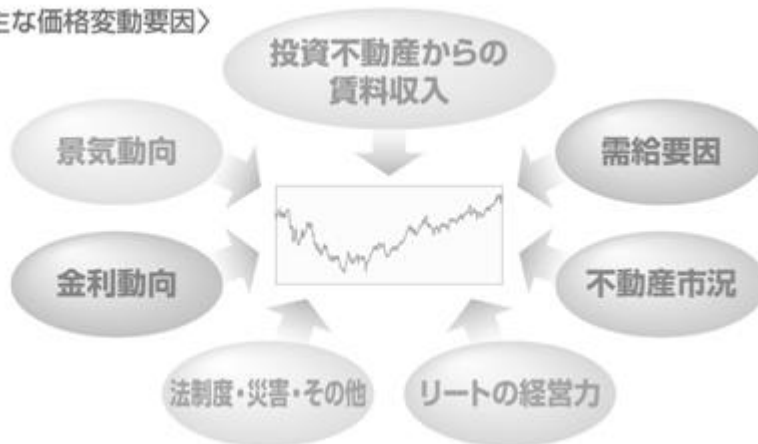 主な価格変動要因〉
投資不動産からの
賃料収入
景気動向
需給要因
金利動向
不動産市況
法制度・災害・その他
リートの経営力